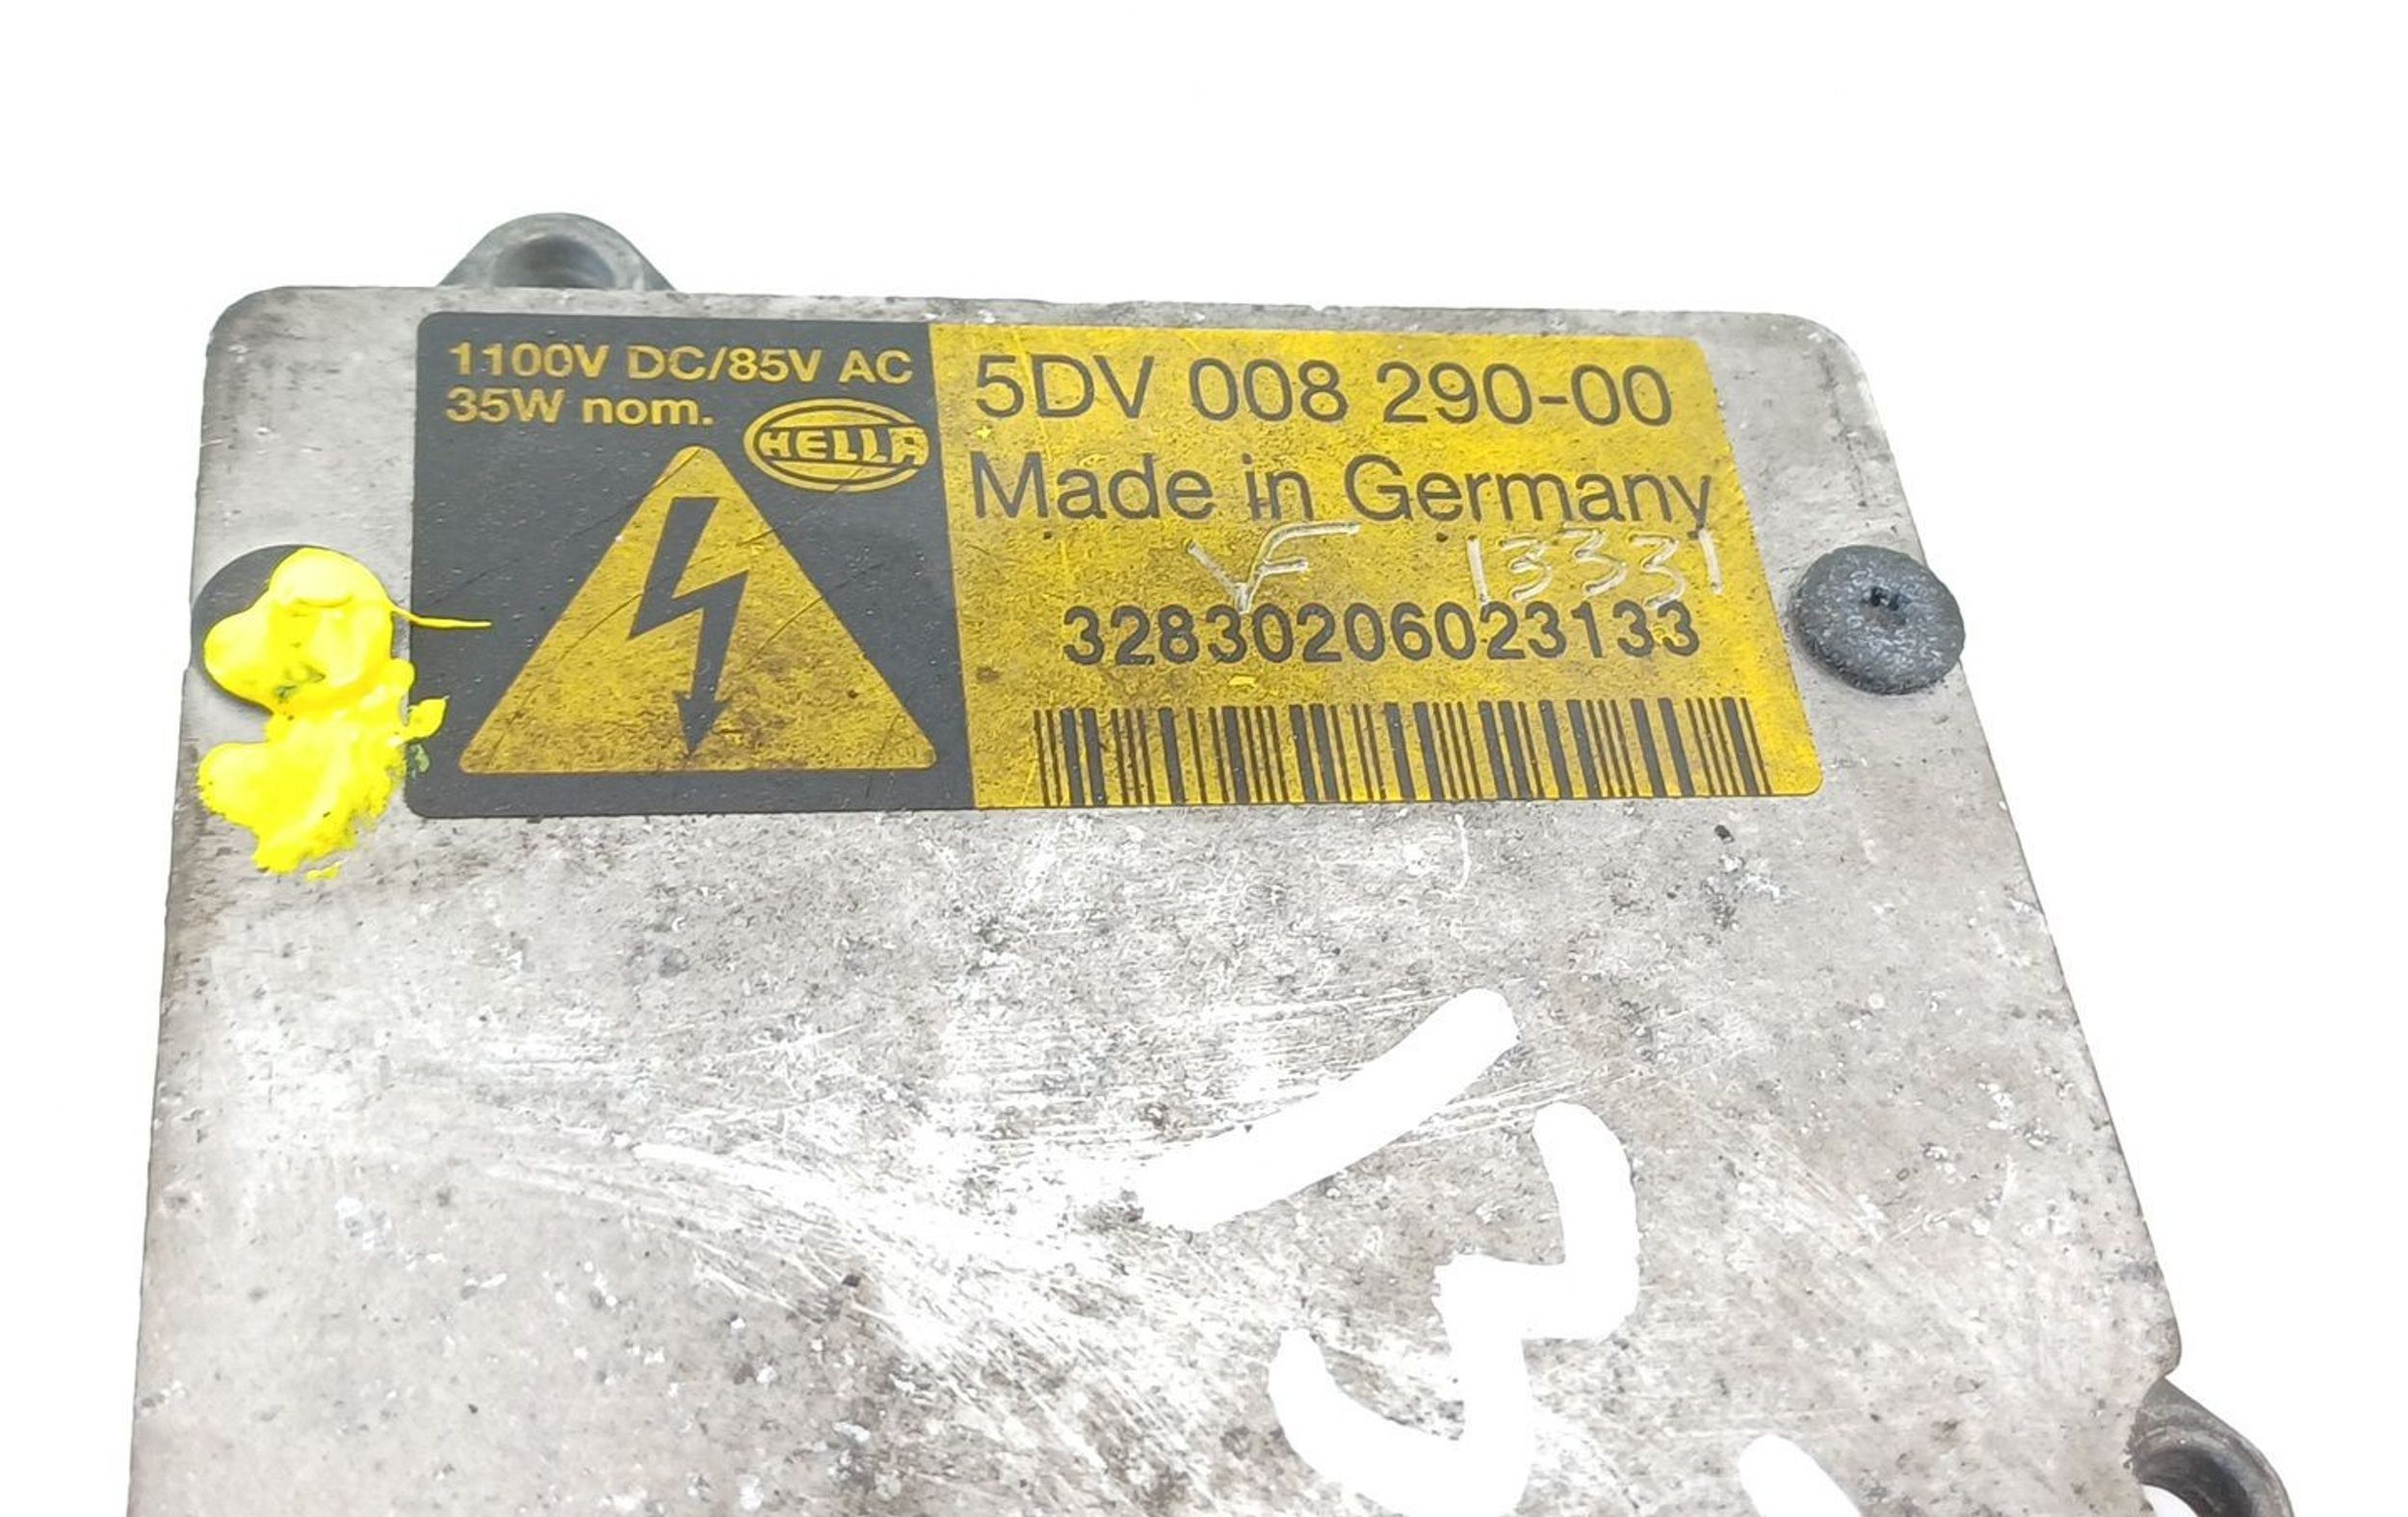 1100V DC/85V AC
35W nom.
HELLA
5DV 008 290-00
Made in Germany
VF 13331
32830206023133